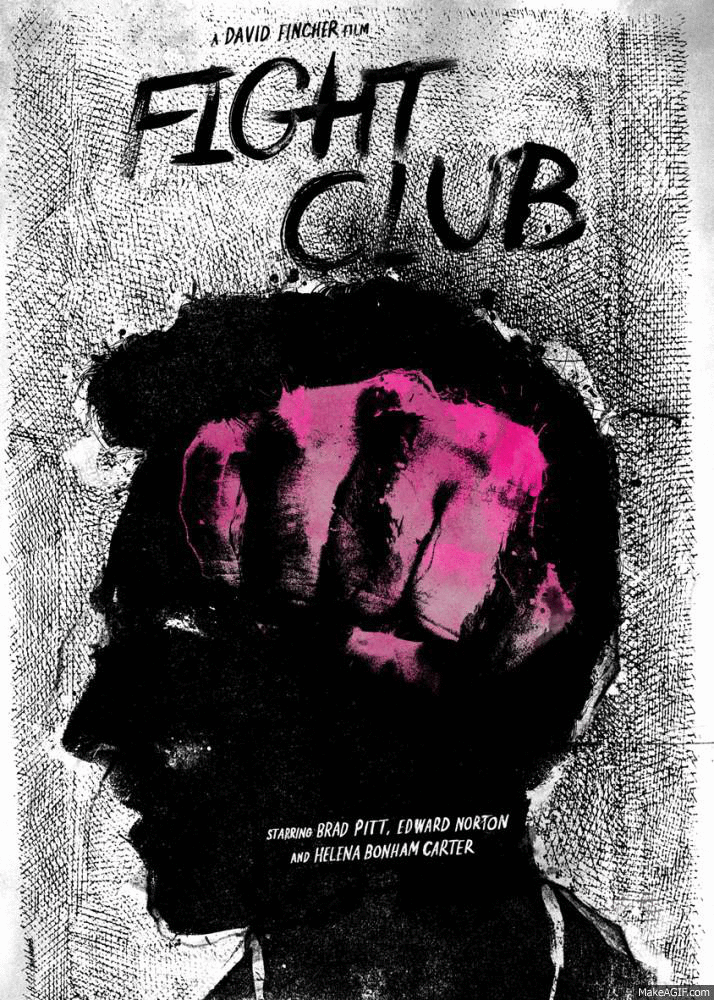 A DAVID FINCHER FILM
FIGHT
CLUB
STARRING BRAD PITT, EDWARD NORTON
AND HELENA BONHAM CARTER
MakeAGIF.com